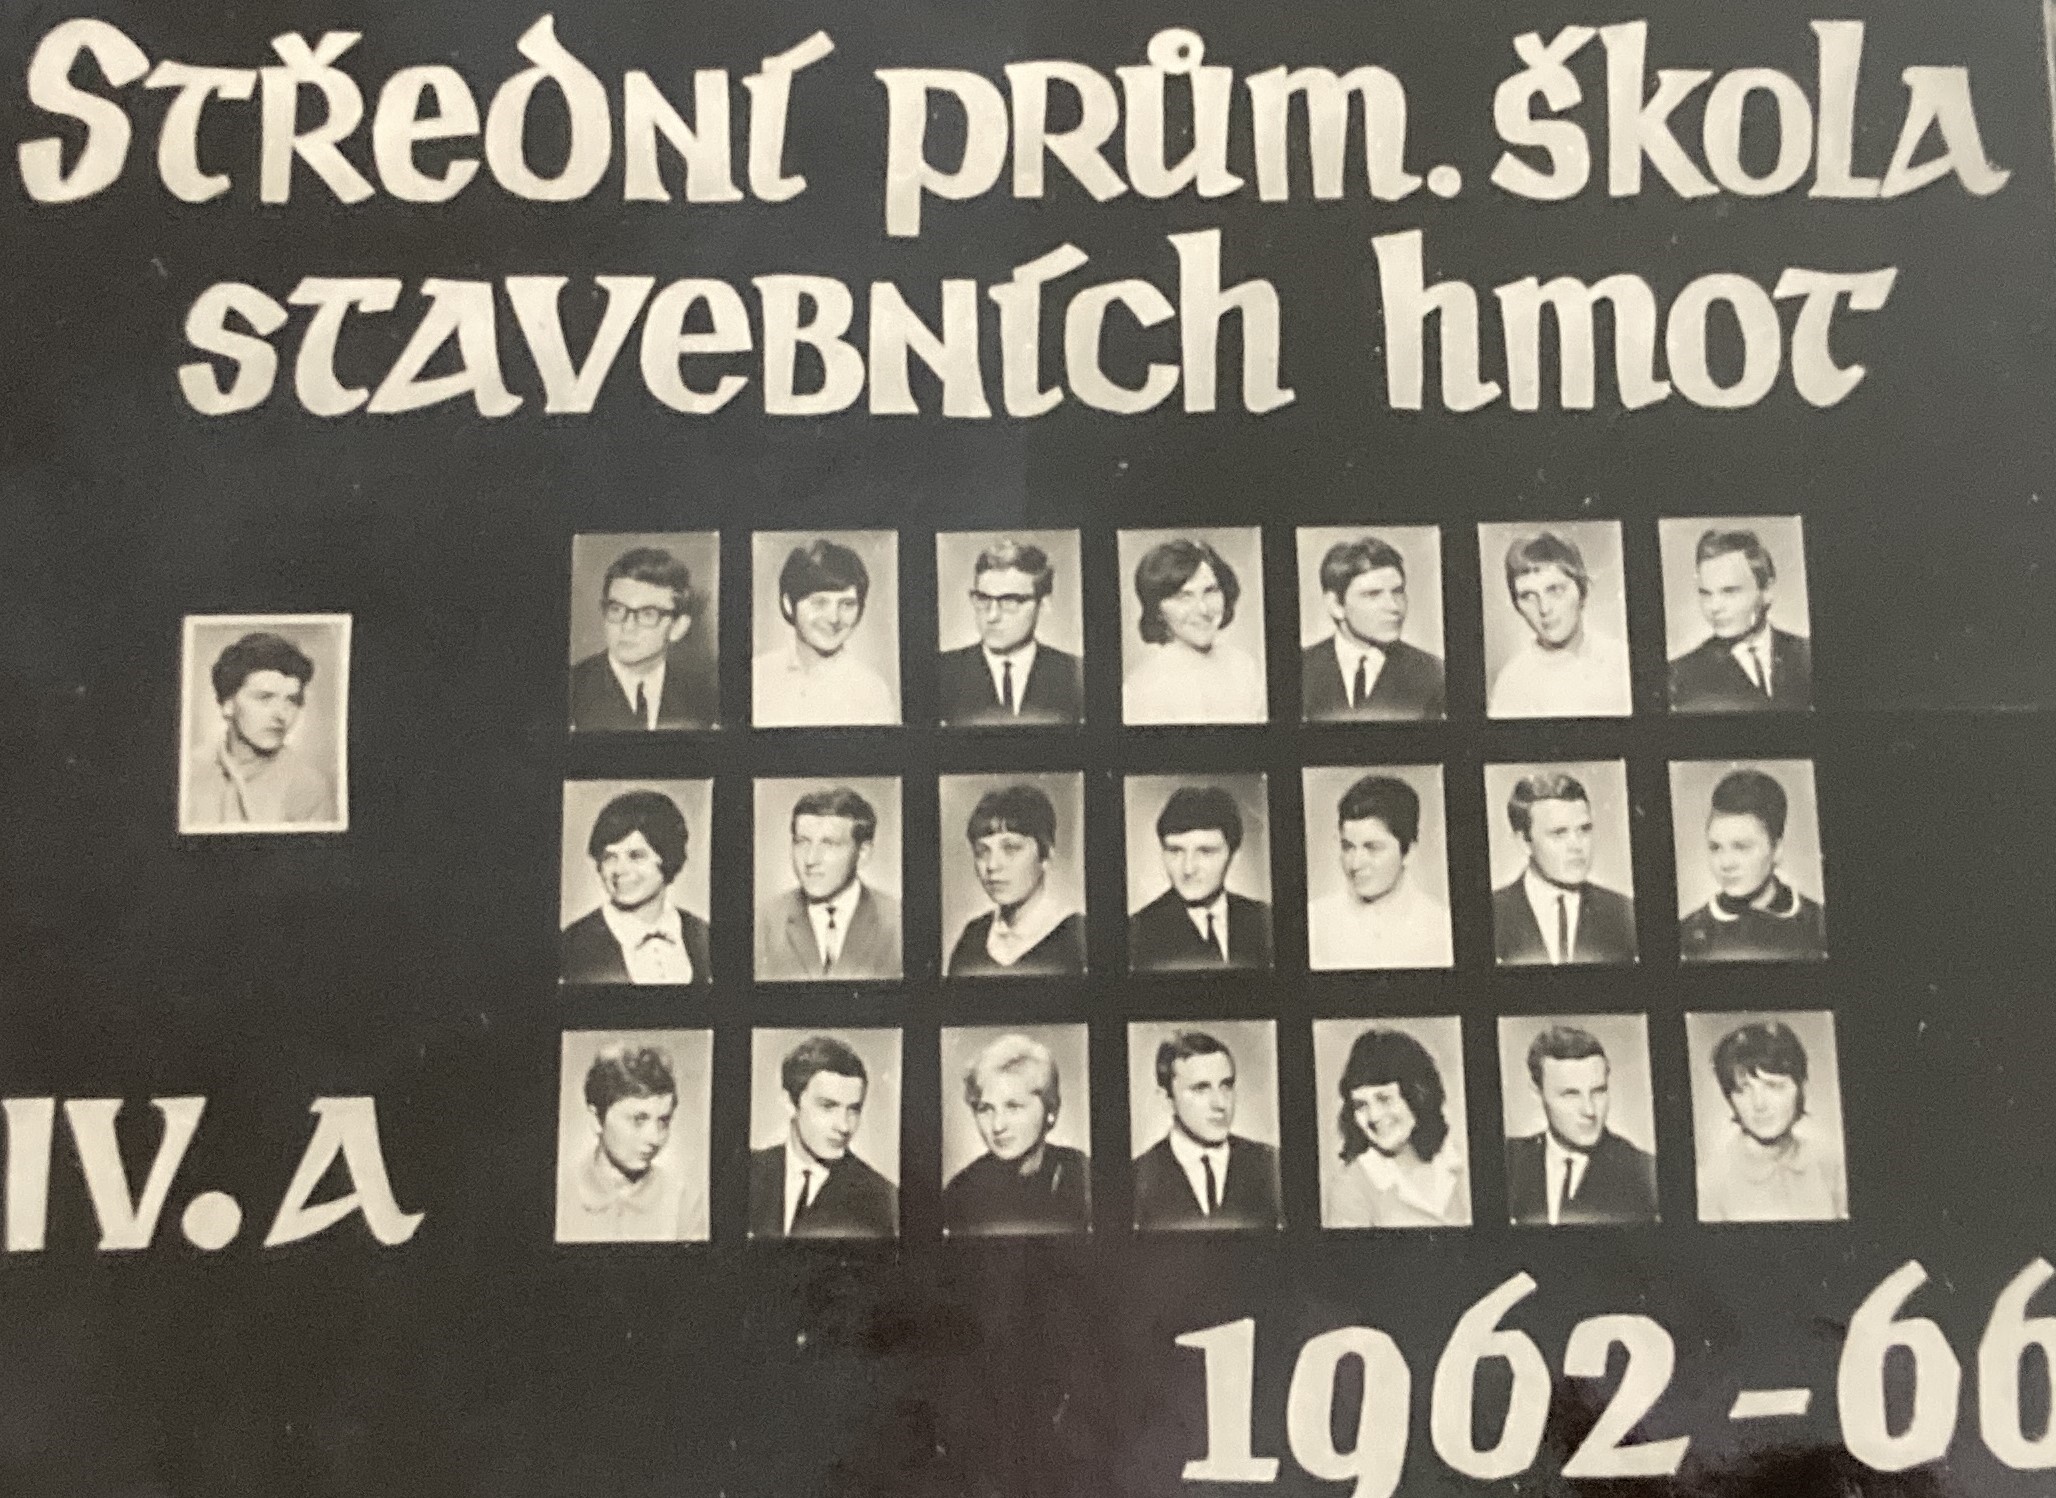 Střední prům. škola
stavebních hmot
IV. A
1962-66